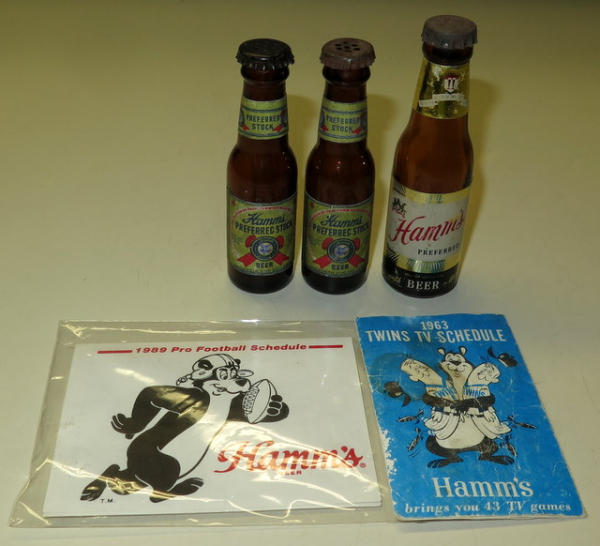 PREFERRED
STOCK
Hamm's
PREFERRED STOCK
BEER
PREFERRED
STOCK
Hamm's
PREFERRED STOCK
BEER
Hamm's
PREFERRED
BEER
1989 Pro Football Schedule
Hamm's
BEER
T.M.
1963
TWINS TV SCHEDULE
TWINS
Hamm's
brings you 43 TV games